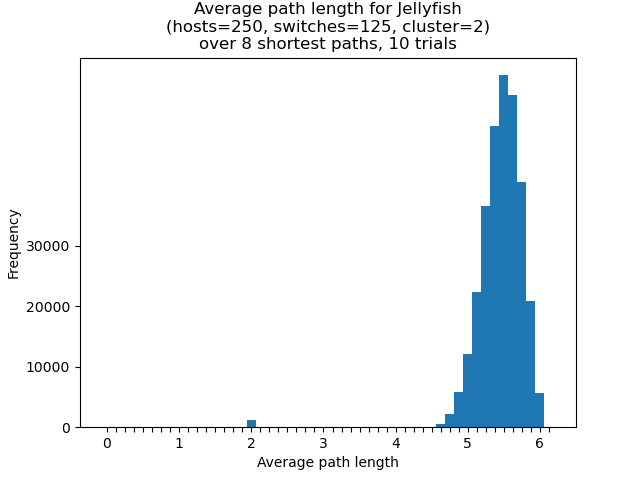 Average path length for Jellyfish
(hosts=250, switches=125, cluster=2)
over 8 shortest paths, 10 trials
Frequency
30000
20000
10000
0
0 1 2 3 4 5 6
Average path length